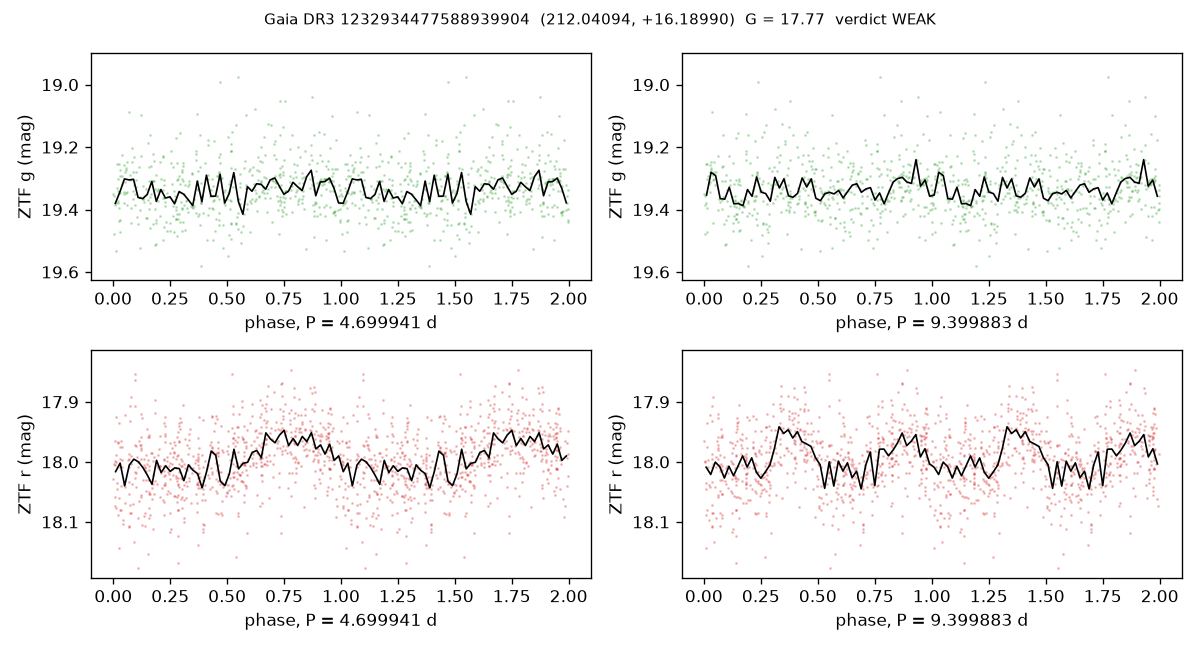 Gaia DR3 1232934477588939904 (212.04094, +16.18990) G = 17.77 verdict WEAK
ZTF g (mag)
19.0
19.2
19.4
19.6
0.00 0.25 0.50 0.75 1.00 1.25 1.50 1.75 2.00
phase, P = 4.699941 d
ZTF g (mag)
19.0
19.2
19.4
19.6
0.00 0.25 0.50 0.75 1.00 1.25 1.50 1.75 2.00
phase, P = 9.399883 d
ZTF r (mag)
17.9
18.0
18.1
0.00 0.25 0.50 0.75 1.00 1.25 1.50 1.75 2.00
phase, P = 4.699941 d
ZTF r (mag)
17.9
18.0
18.1
0.00 0.25 0.50 0.75 1.00 1.25 1.50 1.75 2.00
phase, P = 9.399883 d